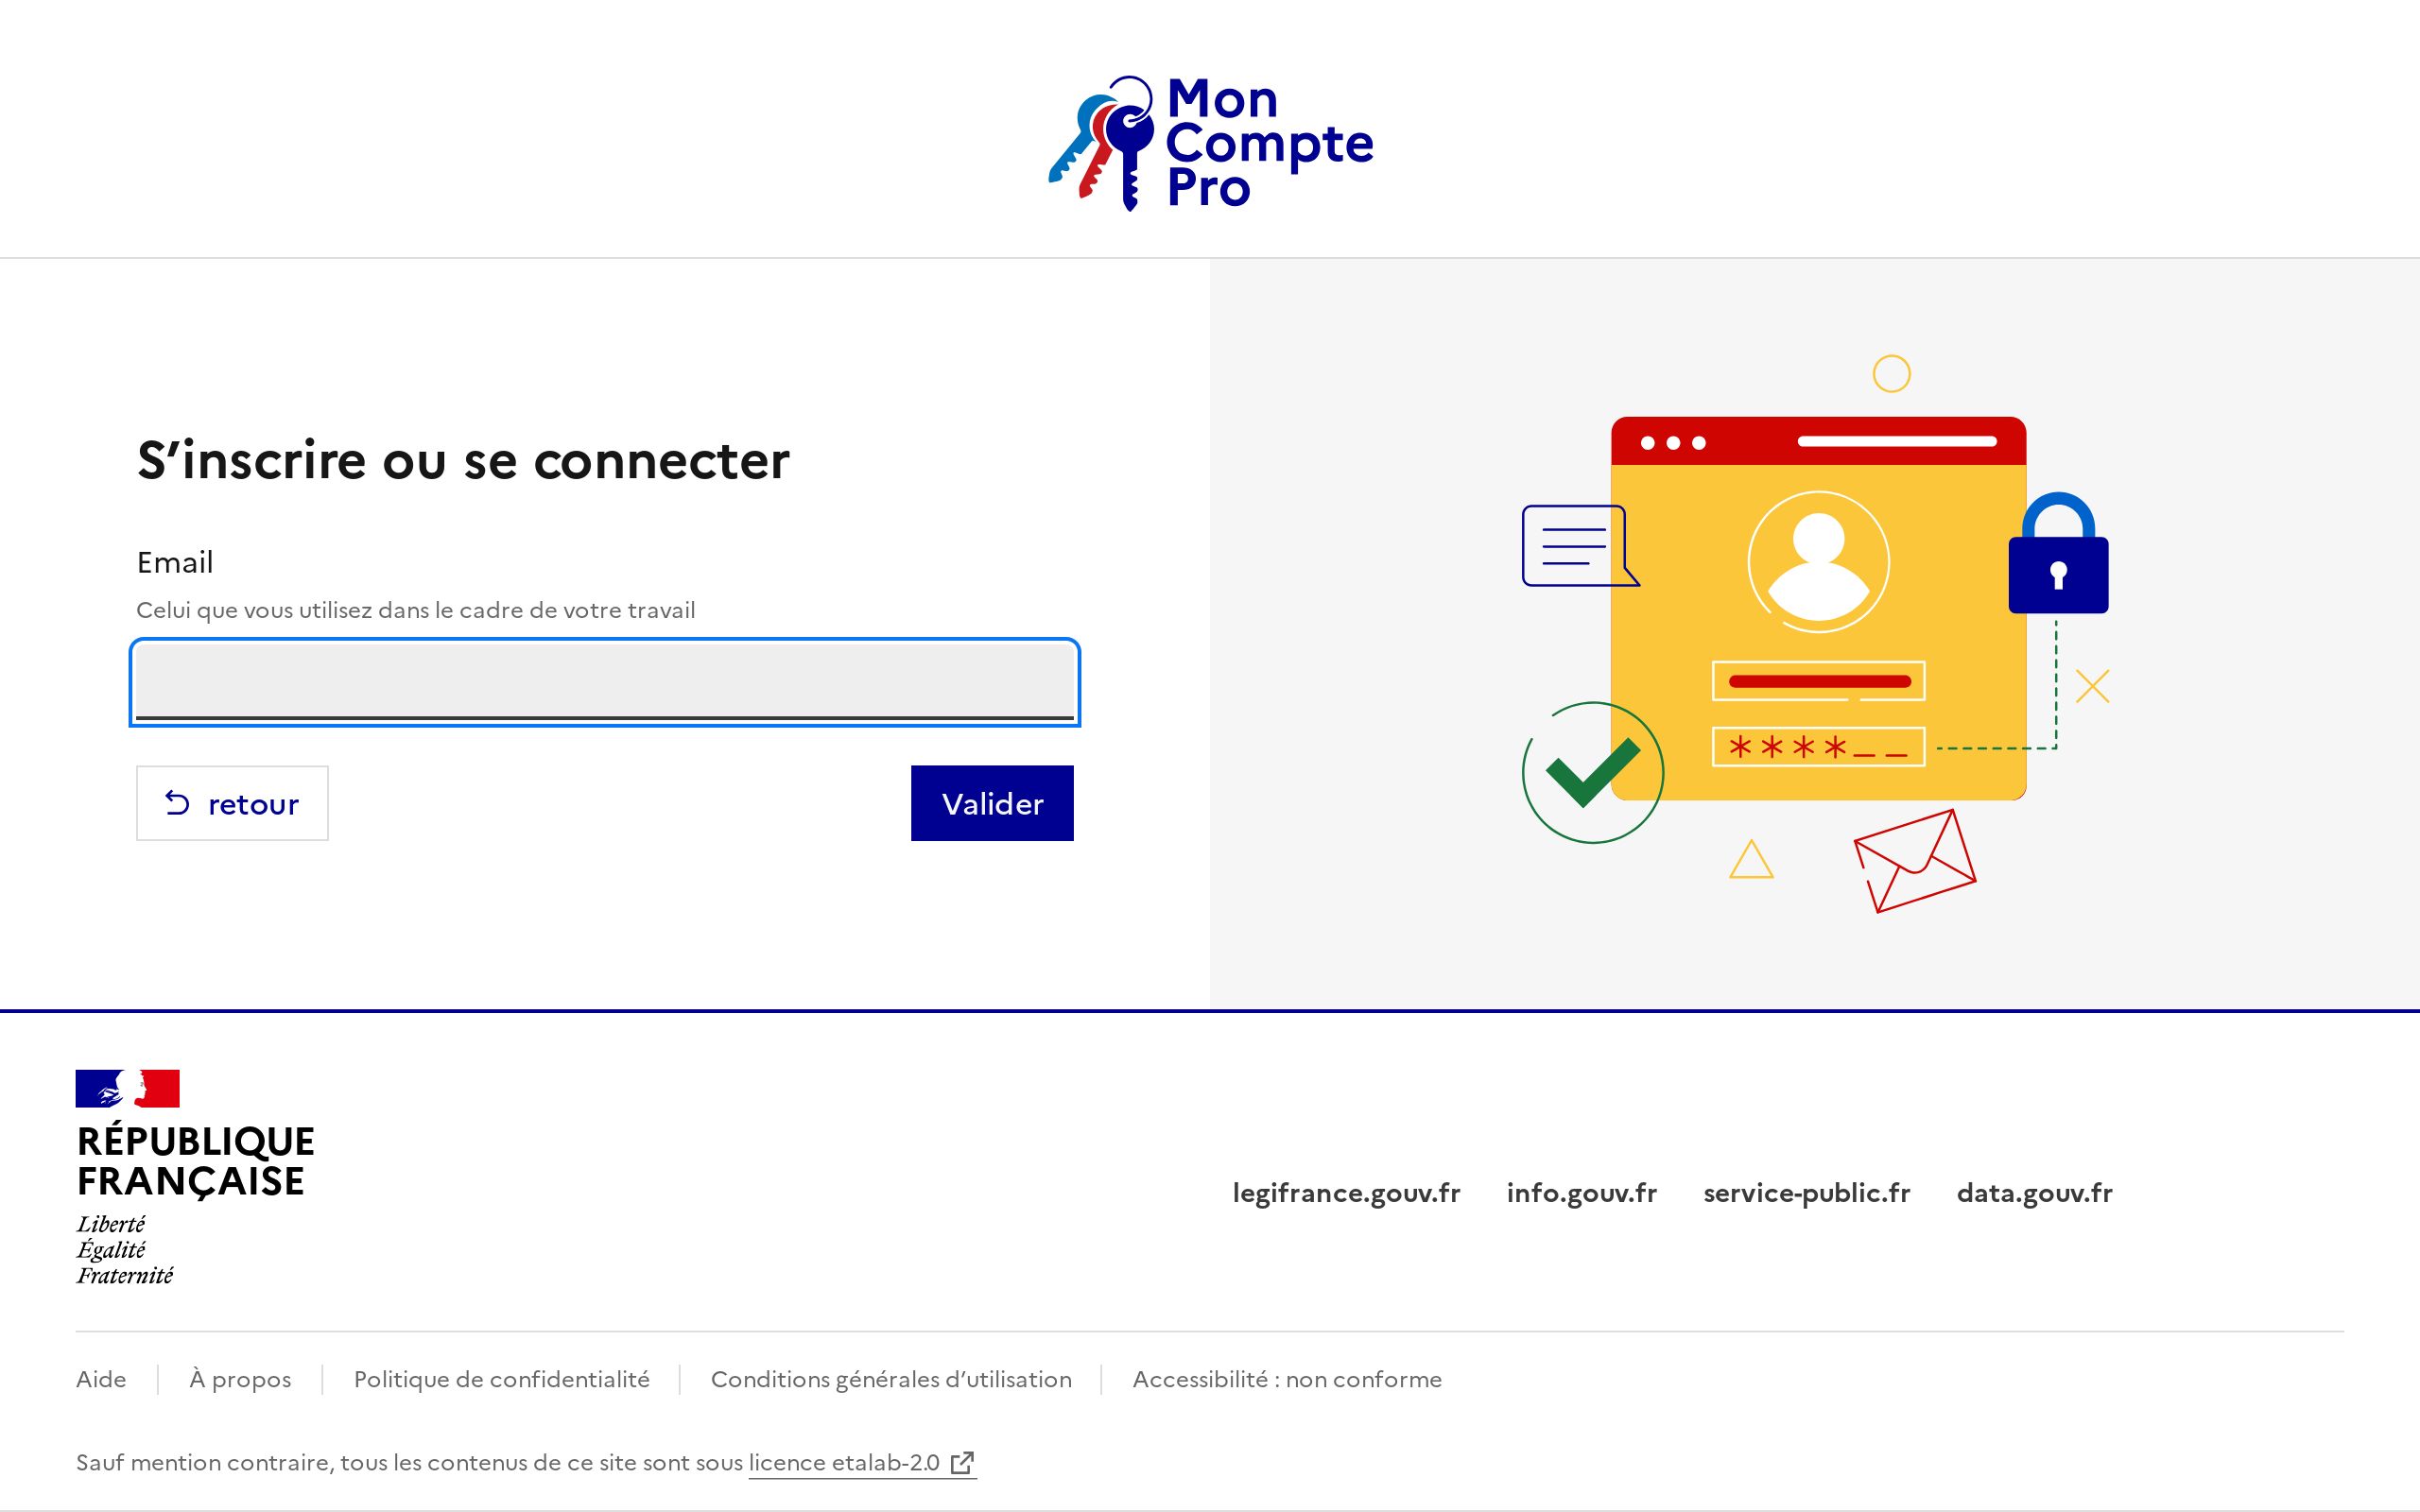 Mon
Compte
Pro
S’inscrire ou se connecter
Email
Celui que vous utilisez dans le cadre de votre travail
retour
Valider
****__
RÉPUBLIQUE
FRANÇAISE
Liberté
Égalité
Fraternité
legifrance.gouv.fr info.gouv.fr service-public.fr data.gouv.fr
Aide À propos Politique de confidentialité Conditions générales d’utilisation Accessibilité : non conforme
Sauf mention contraire, tous les contenus de ce site sont sous licence etalab-2.0